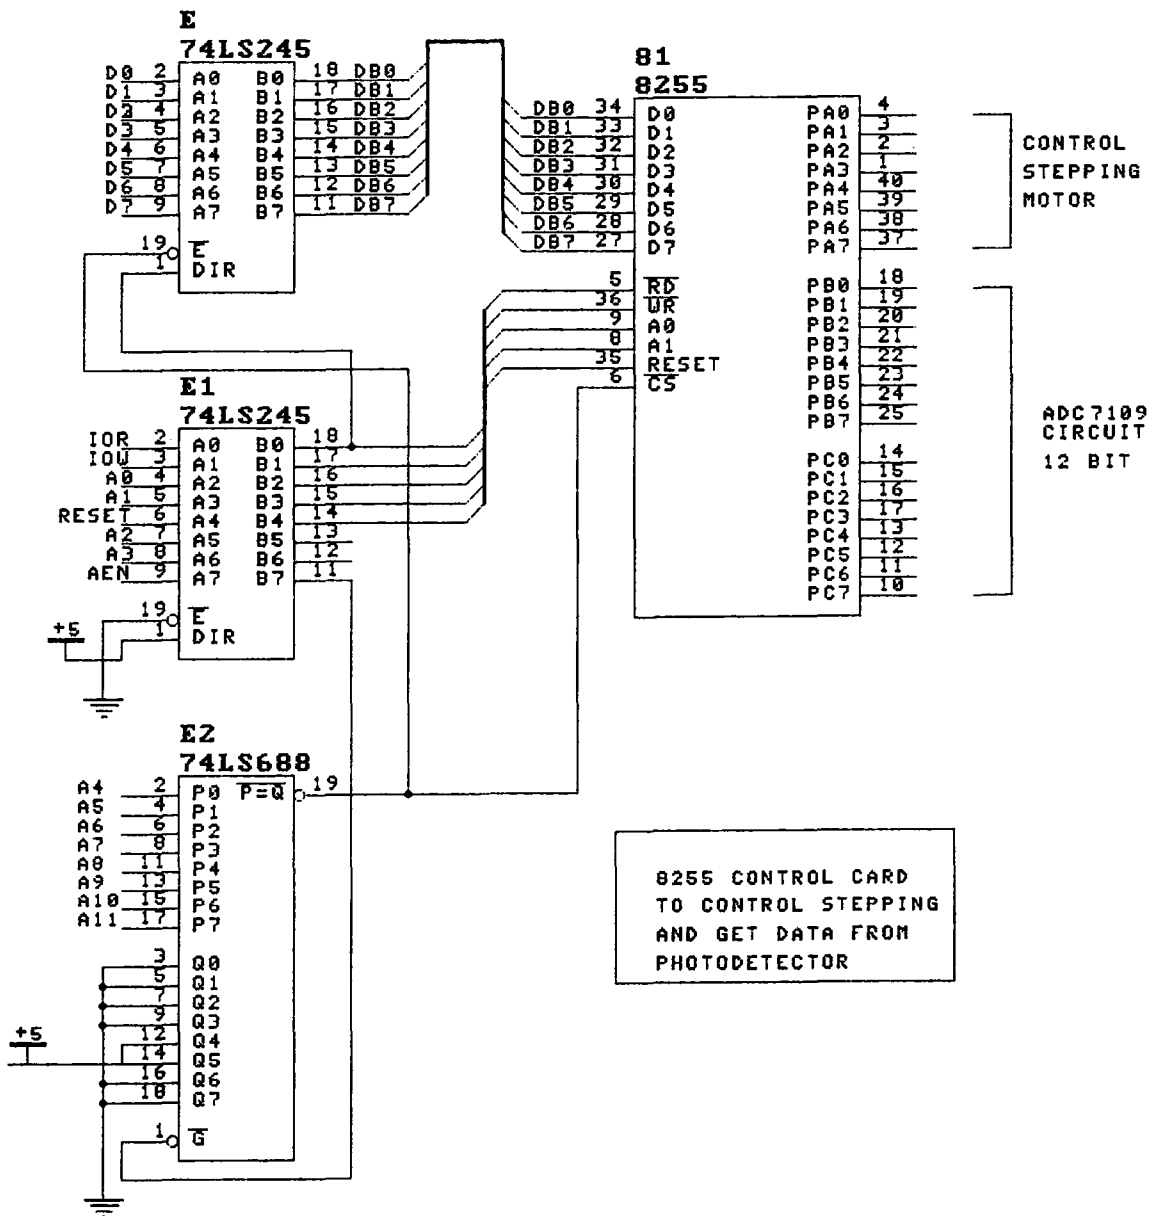 E
74LS245
D0 2 A0 B0 18 DB0
D1 3 A1 B1 17 DB1
D2 4 A2 B2 16 DB2
D3 5 A3 B3 15 DB3
D4 6 A4 B4 14 DB4
D5 7 A5 B5 13 DB5
D6 8 A6 B6 12 DB6
D7 9 A7 B7 11 DB7
19 E
1 DIR
81
8255
DB0 34 D0 PA0 4
DB1 33 D1 PA1 3
DB2 32 D2 PA2 2
DB3 31 D3 PA3 1
DB4 30 D4 PA4 40
DB5 29 D5 PA5 39
DB6 28 D6 PA6 38
DB7 27 D7 PA7 37
5 RD PB0 18
36 WR PB1 19
9 A0 PB2 20
8 A1 PB3 21
35 RESET PB4 22
6 CS PB5 23
PB6 24
PB7 25
PC0 14
PC1 15
PC2 16
PC3 17
PC4 13
PC5 12
PC6 11
PC7 10
CONTROL
STEPPING
MOTOR
ADC7109
CIRCUIT
12 BIT
E1
74LS245
IOR 2 A0 B0 18
IOW 3 A1 B1 17
A0 4 A2 B2 16
A1 5 A3 B3 15
RESET 6 A4 B4 14
A2 7 A5 B5 13
A3 8 A6 B6 12
AEN 9 A7 B7 11
19 E
+5 1 DIR
E2
74LS688
A4 2 P0 P=Q 19
A5 4 P1
A6 6 P2
A7 8 P3
A8 11 P4
A9 13 P5
A10 15 P6
A11 17 P7
3 Q0
5 Q1
7 Q2
9 Q3
+5 12 Q4
14 Q5
16 Q6
18 Q7
1 G
8255 CONTROL CARD
TO CONTROL STEPPING
AND GET DATA FROM
PHOTODETECTOR